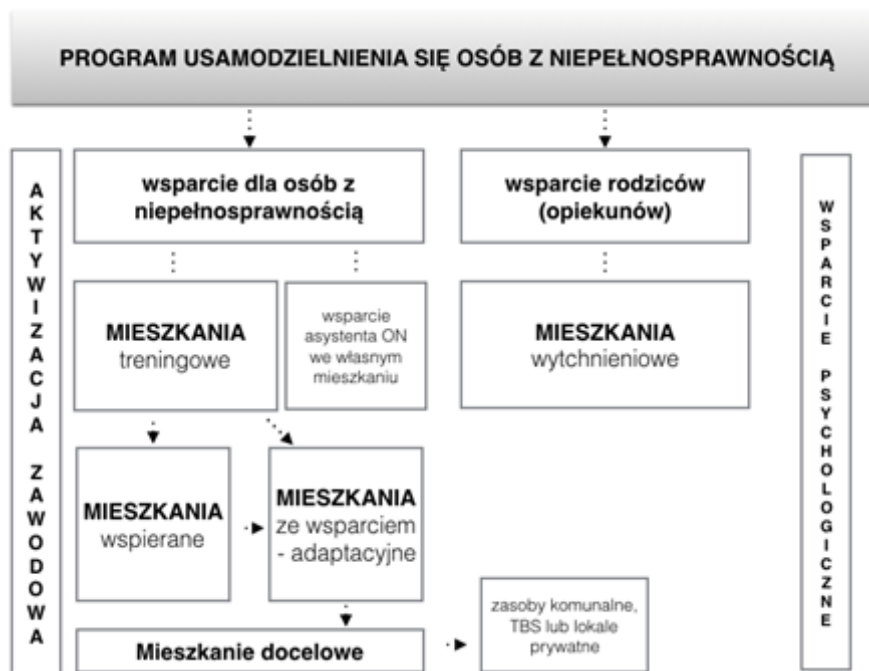 PROGRAM USAMODZIELNIENIA SIĘ OSÓB Z NIEPEŁNOSPRAWNOŚCIĄ
AKTYWIZACJA ZAWODOWA
wsparcie dla osób z
niepełnosprawnością
wsparcie rodziców
(opiekunów)
WSPARCIE PSYCHOLOGICZNE
MIESZKANIA
treningowe
wsparcie
asystenta ON
we własnym
mieszkaniu
MIESZKANIA
wytchnieniowe
MIESZKANIA
wspierane
MIESZKANIA
ze wsparciem
- adaptacyjne
Mieszkanie docelowe
zasoby komunalne,
TBS lub lokale
prywatne